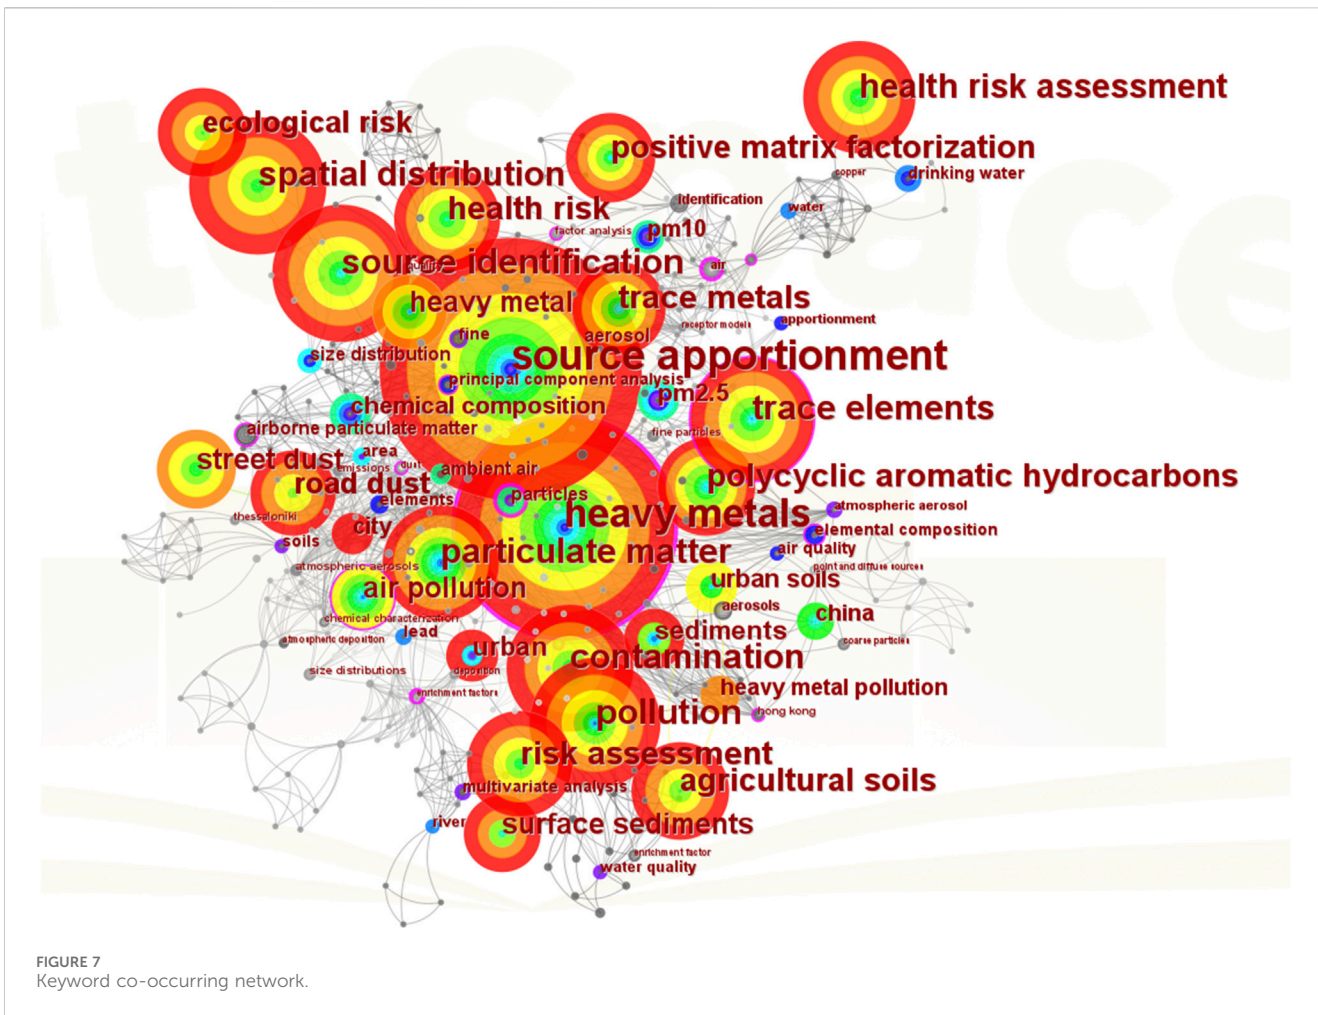 health risk assessment
ecological risk
positive matrix factorization
copper
drinking water
spatial distribution
identification
water
health risk
factor analysis
pm10
source identification
air
heavy metal
trace metals
receptor models
apportionment
fine
aerosol
size distribution
source apportionment
principal component analysis
pm2.5
chemical composition
trace elements
airborne particulate matter
fine particles
area
street dust
emissions
dust
ambient air
polycyclic aromatic hydrocarbons
road dust
particles
elements
atmospheric aerosol
thessaloniki
heavy metals
city
elemental composition
soils
air quality
particulate matter
atmospheric aerosols
point and diffuse sources
urban soils
air pollution
aerosols
china
chemical characterization
lead
sediments
atmospheric deposition
coarse particles
urban
contamination
size distributions
deposition
heavy metal pollution
enrichment factors
pollution
hong kong
risk assessment
agricultural soils
multivariate analysis
river
surface sediments
enrichment factor
water quality
FIGURE 7
Keyword co-occurring network.